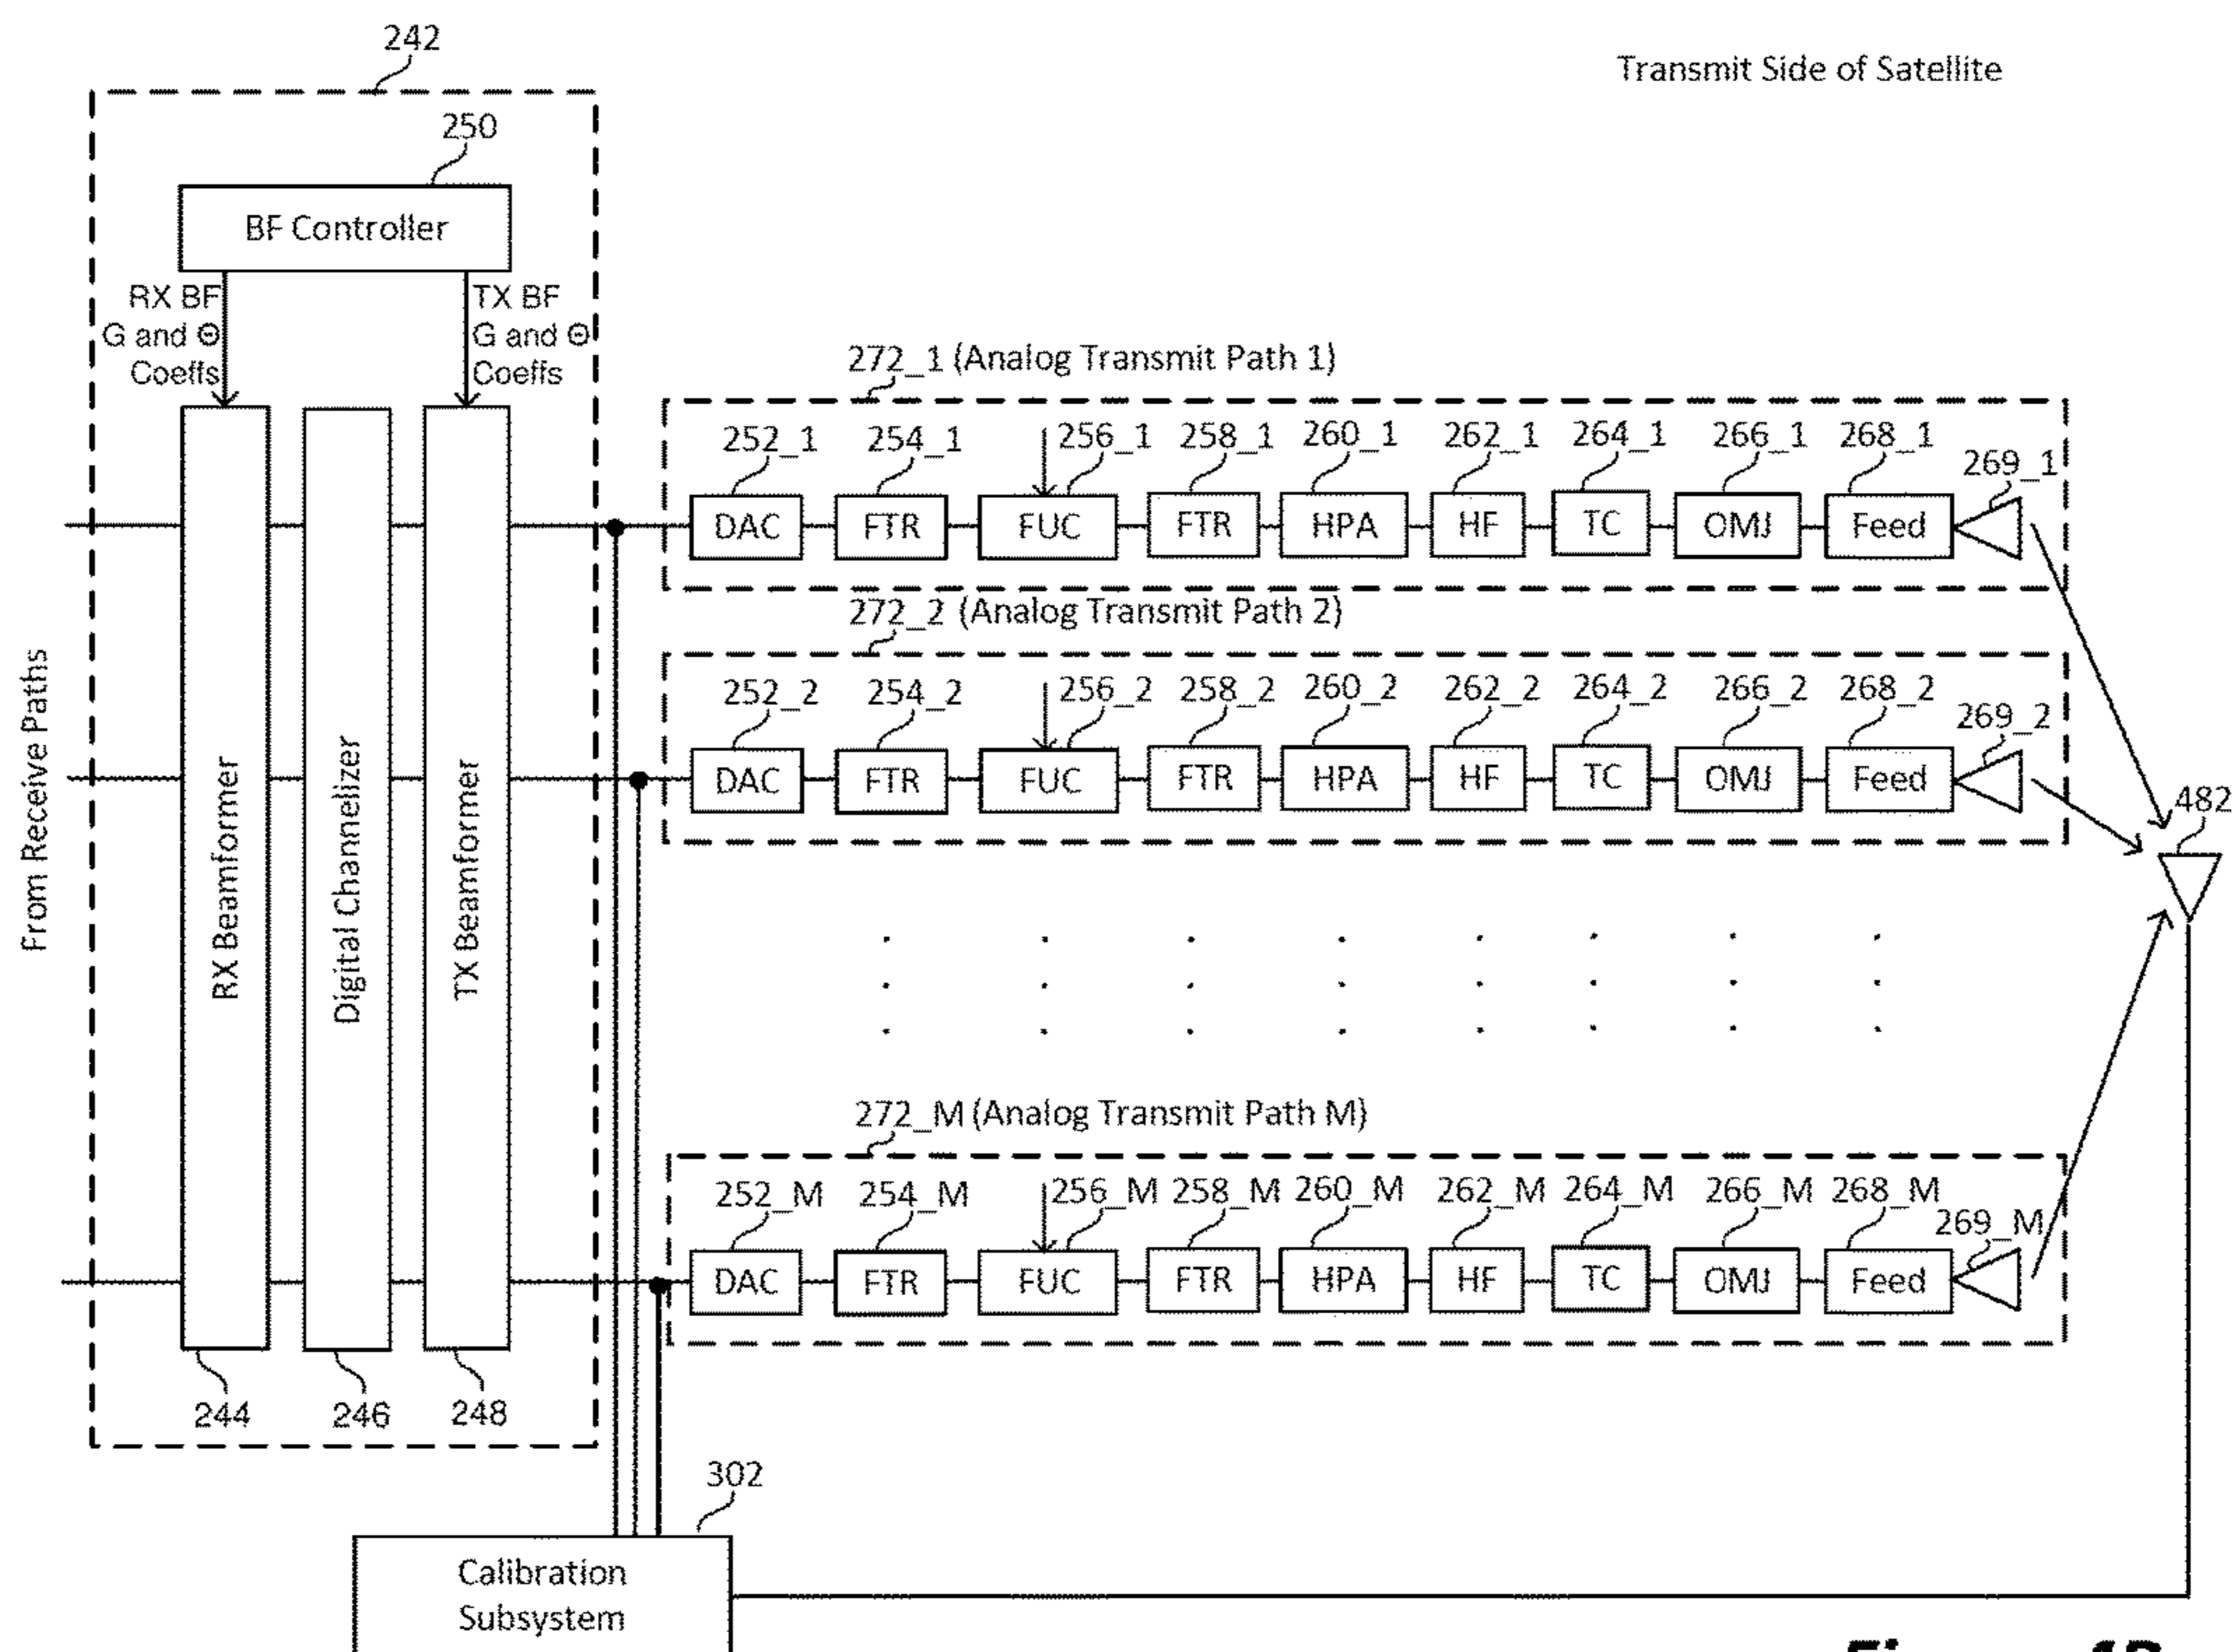 242
Transmit Side of Satellite
250
BF Controller
RX BF
G and Θ
Coeffs
TX BF
G and Θ
Coeffs
From Receive Paths
RX Beamformer
Digital Channelizer
TX Beamformer
244
246
248
272_1 (Analog Transmit Path 1)
252_1 254_1 256_1 258_1 260_1 262_1 264_1 266_1 268_1 269_1
DAC FTR FUC FTR HPA HF TC OMJ Feed
272_2 (Analog Transmit Path 2)
252_2 254_2 256_2 258_2 260_2 262_2 264_2 266_2 268_2 269_2
DAC FTR FUC FTR HPA HF TC OMJ Feed
482
272_M (Analog Transmit Path M)
252_M 254_M 256_M 258_M 260_M 262_M 264_M 266_M 268_M 269_M
DAC FTR FUC FTR HPA HF TC OMJ Feed
302
Calibration
Subsystem